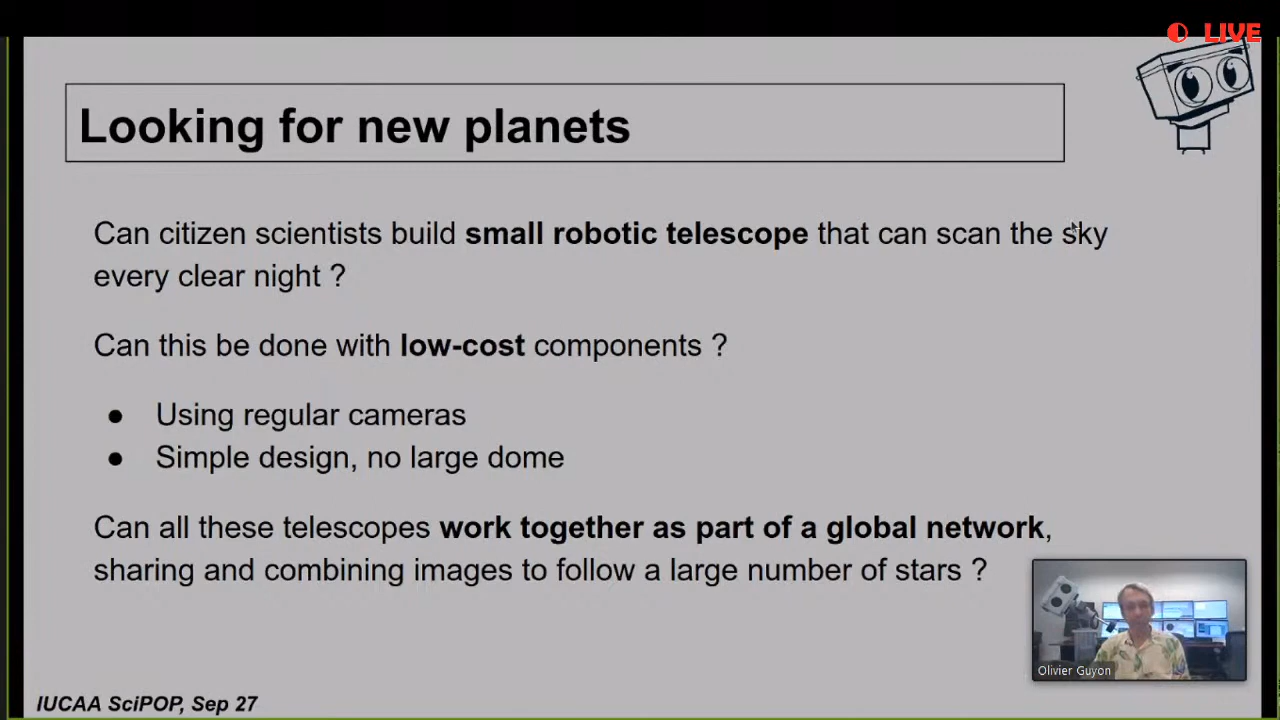 LIVE
Looking for new planets
Can citizen scientists build small robotic telescope that can scan the sky
every clear night ?
Can this be done with low-cost components ?
● Using regular cameras
● Simple design, no large dome
Can all these telescopes work together as part of a global network,
sharing and combining images to follow a large number of stars ?
Olivier Guyon
IUCAA SciPOP, Sep 27